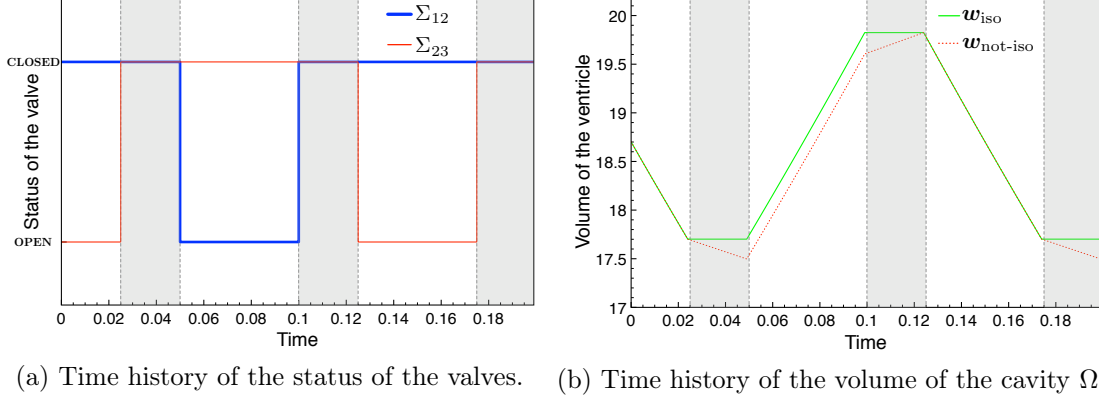 Σ12
Σ23
Status of the valve
CLOSED
OPEN
0 0.02 0.04 0.06 0.08 0.1 0.12 0.14 0.16 0.18
Time
(a) Time history of the status of the valves.
wiso
wnot-iso
Volume of the ventricle
20
19.5
19
18.5
18
17.5
17
0 0.02 0.04 0.06 0.08 0.1 0.12 0.14 0.16 0.18
Time
(b) Time history of the volume of the cavity Ω